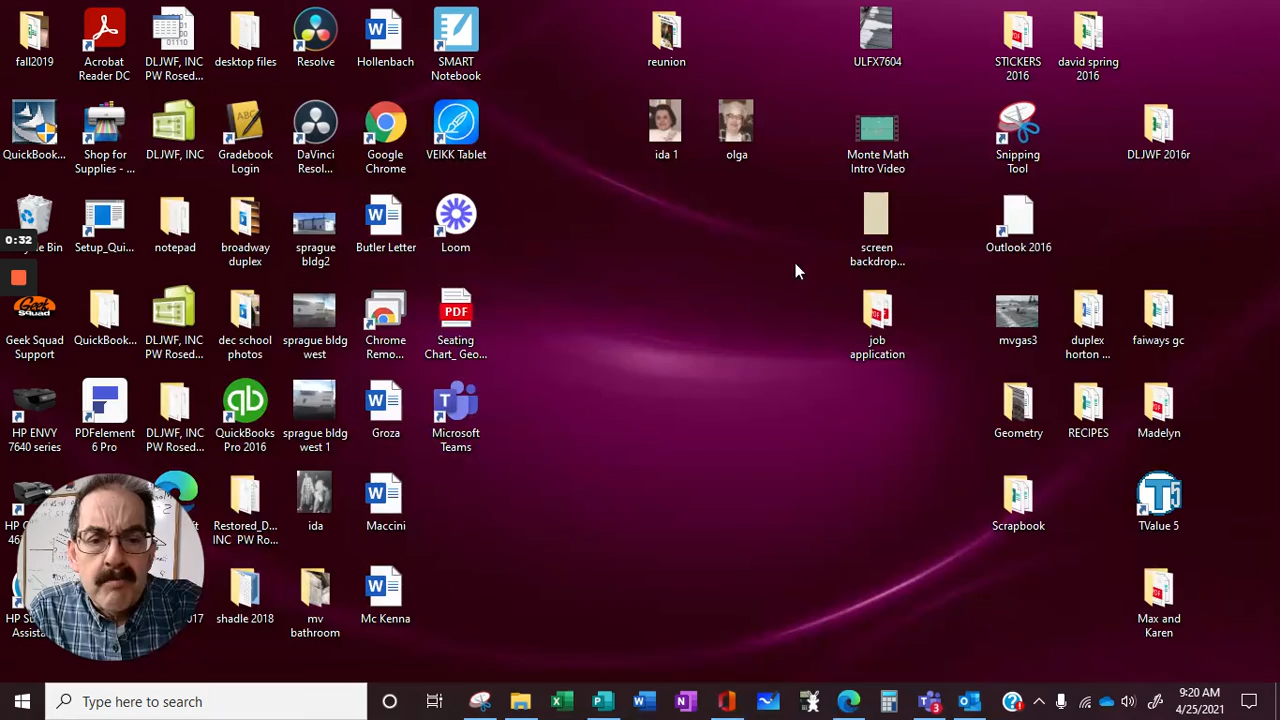 fall2019
Acrobat
Reader DC
DLJWF, INC
PW Rosed...
desktop files
Resolve
Hollenbach
SMART
Notebook
reunion
ULFX7604
STICKERS
2016
david spring
2016
QuickBook...
Shop for
Supplies - ...
DLJWF, INC
Gradebook
Login
DaVinci
Resol...
Google
Chrome
VEIKK Tablet
ida 1
olga
Monte Math
Intro Video
Snipping
Tool
DLJWF 2016r
0:32
Setup_Qui...
notepad
broadway
duplex
sprague
bldg2
Butler Letter
Loom
screen
backdrop...
Outlook 2016
Geek Squad
Geek Squad
Support
QuickBook...
DLJWF, INC
PW Rosed...
dec school
photos
sprague bldg
west
Chrome
Remo...
PDF
Seating
Chart_ Geo...
job
application
mvgas3
duplex
horton ...
faiways gc
HP ENVY
7640 series
PDFelement
6 Pro
DLJWF, INC
PW Rosed...
QuickBooks
Pro 2016
sprague bldg
west 1
Groza
Microsoft
Teams
Geometry
RECIPES
Madelyn
Restored_D...
INC_PW Ro...
ida
Maccini
Scrapbook
TValue 5
shadle 2018
mv
bathroom
Mc Kenna
Max and
Karen
Type here to search
9:20 AM
4/25/2021